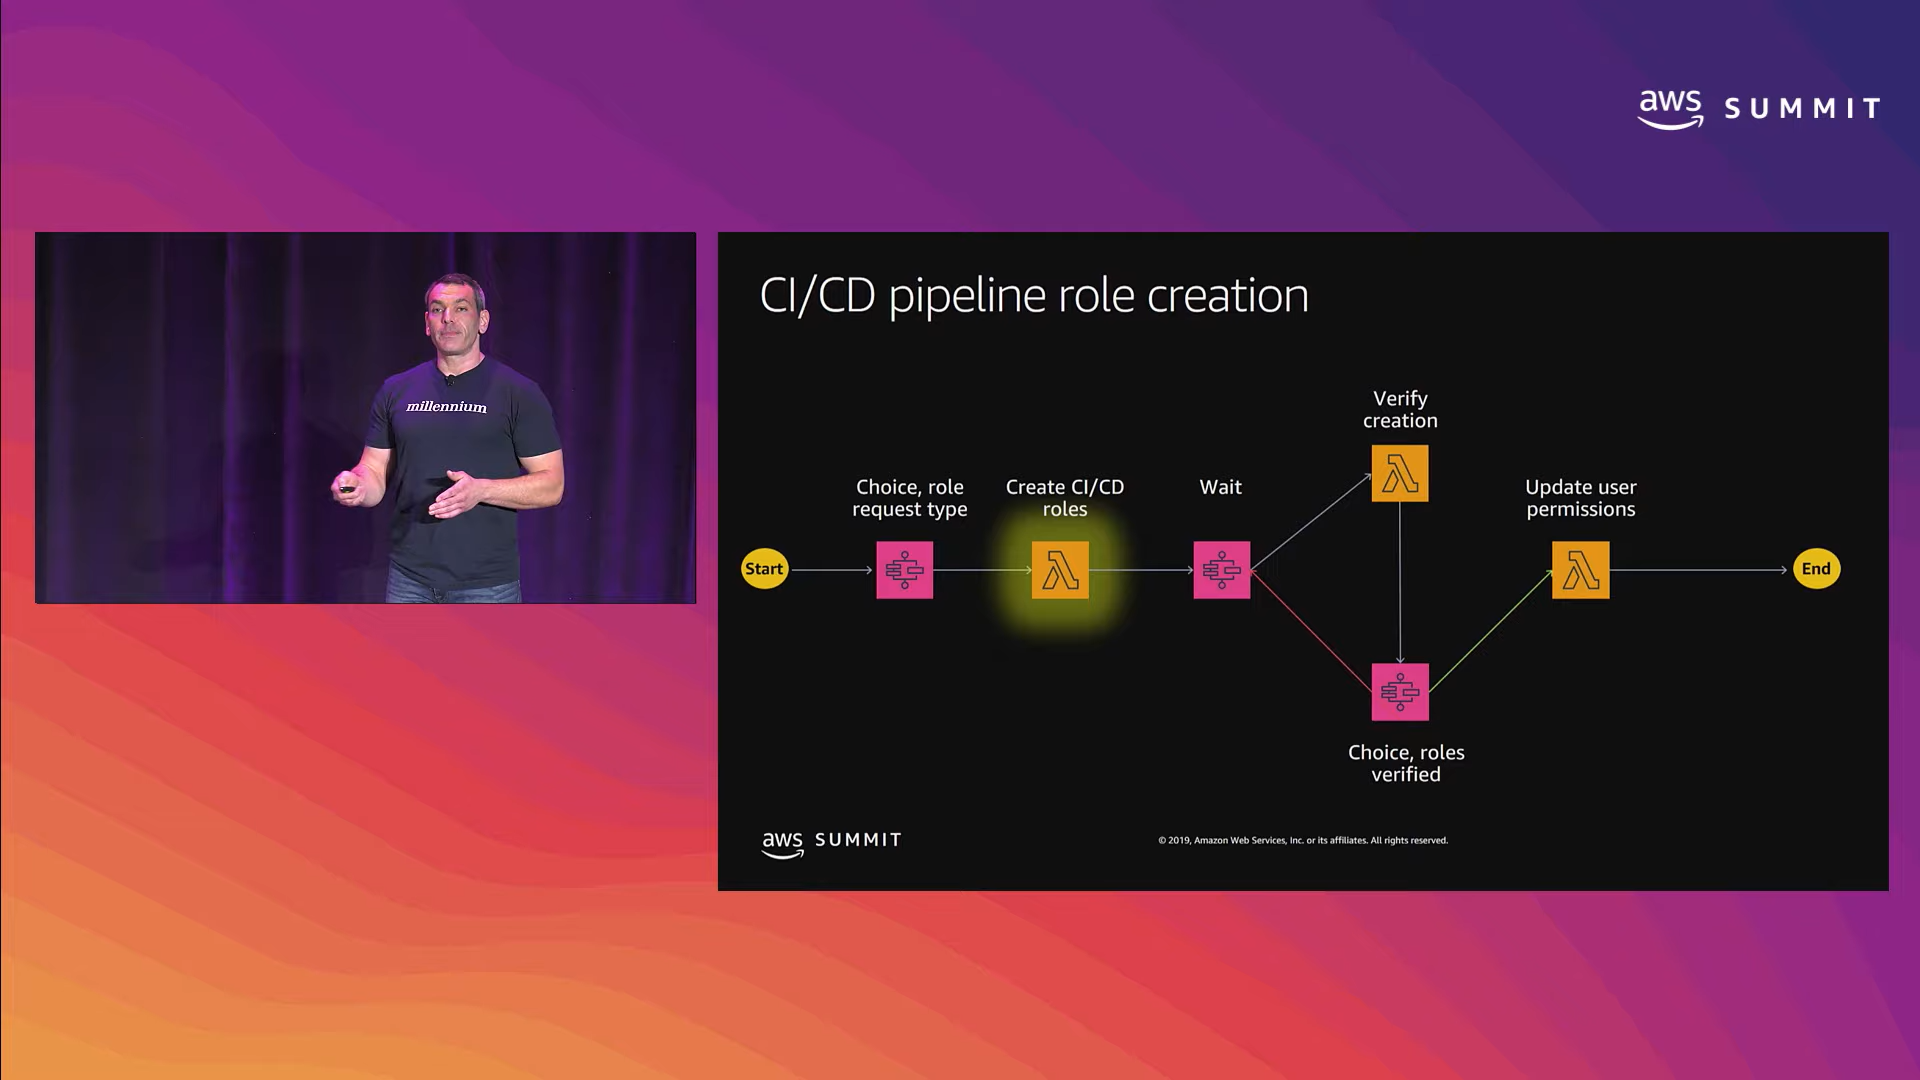 aws SUMMIT
millennium
CI/CD pipeline role creation
Verify
creation
Choice, role
request type
Create CI/CD
roles
Wait
Update user
permissions
Start
End
Choice, roles
verified
aws SUMMIT
© 2019, Amazon Web Services, Inc. or its affiliates. All rights reserved.